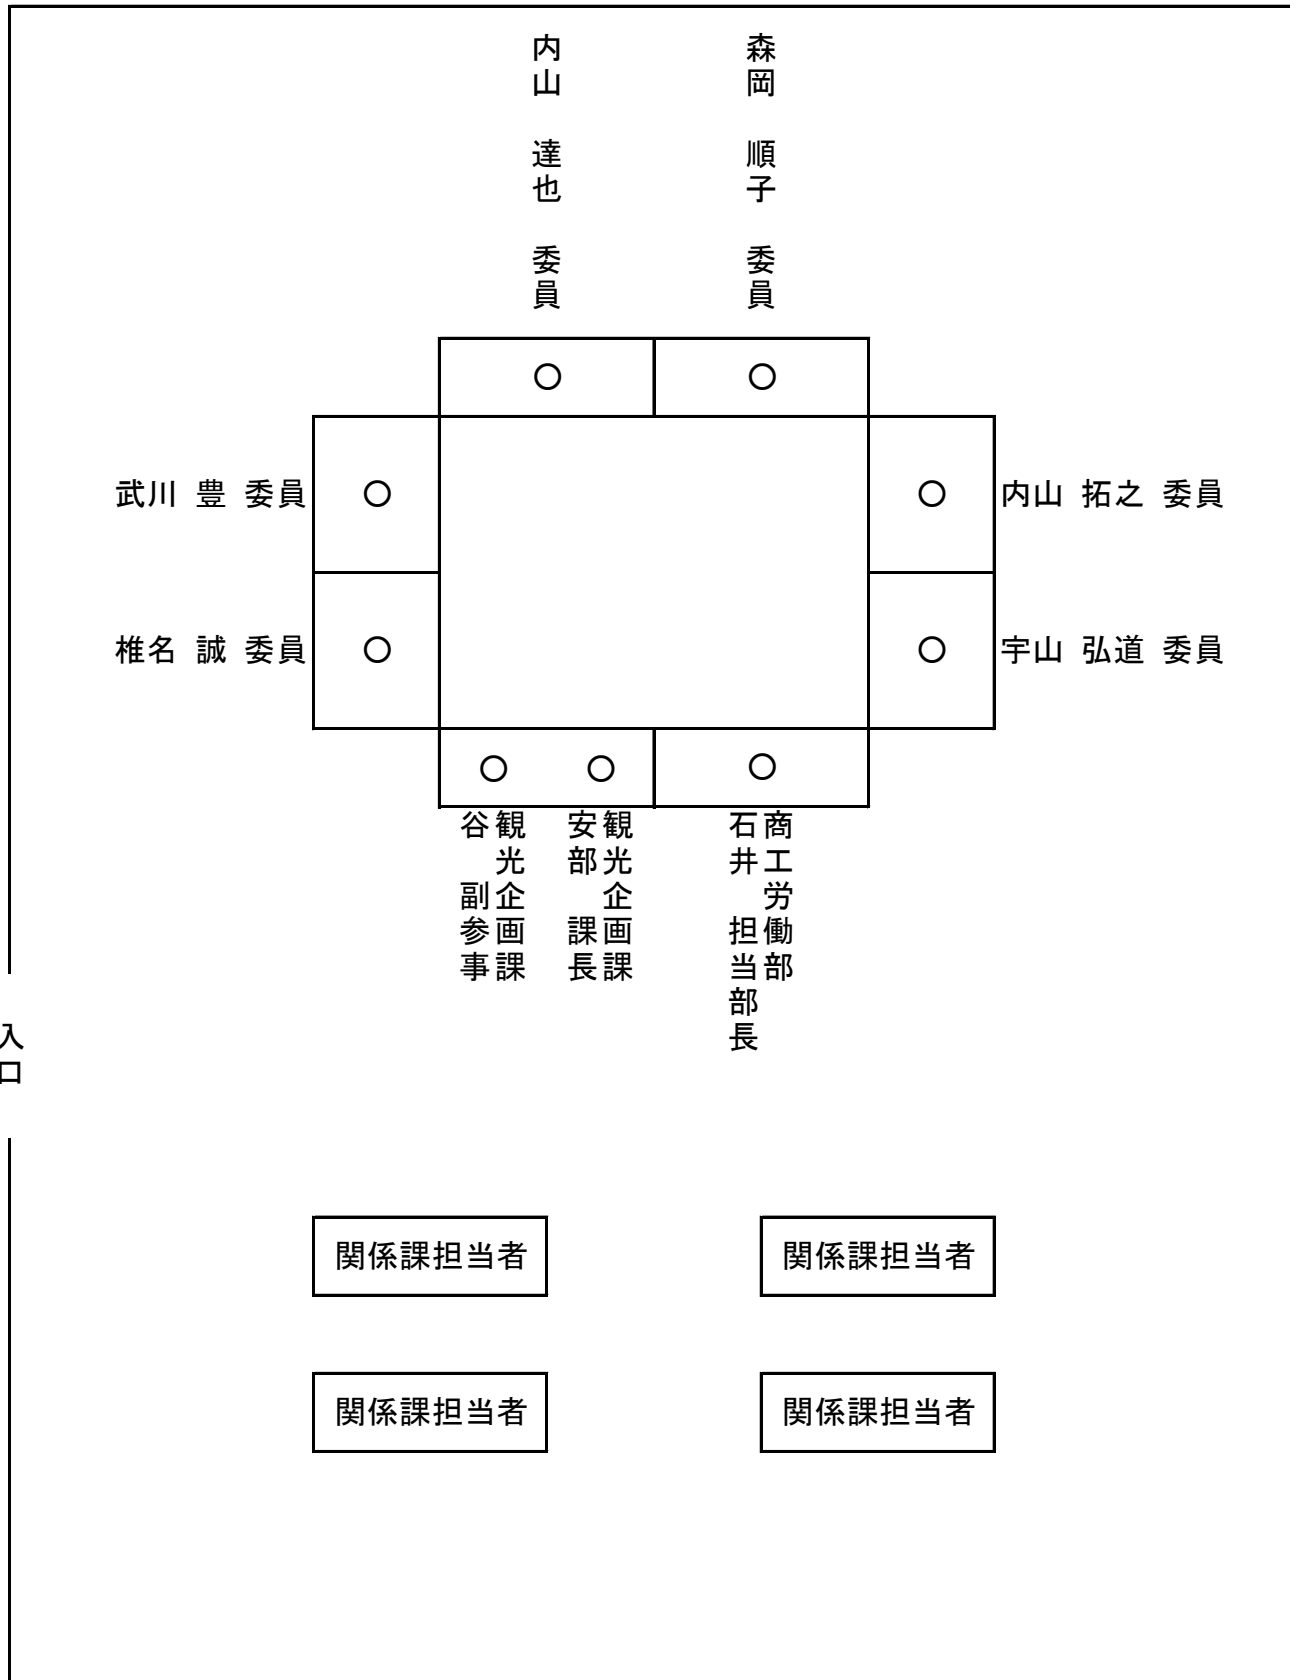 内山 達也 委員
森岡 順子 委員
武川 豊 委員
内山 拓之 委員
椎名 誠 委員
宇山 弘道 委員
観光企画課
谷 副参事
観光企画課
安部 課長
商工労働部
石井 担当部長
入口
関係課担当者
関係課担当者
関係課担当者
関係課担当者